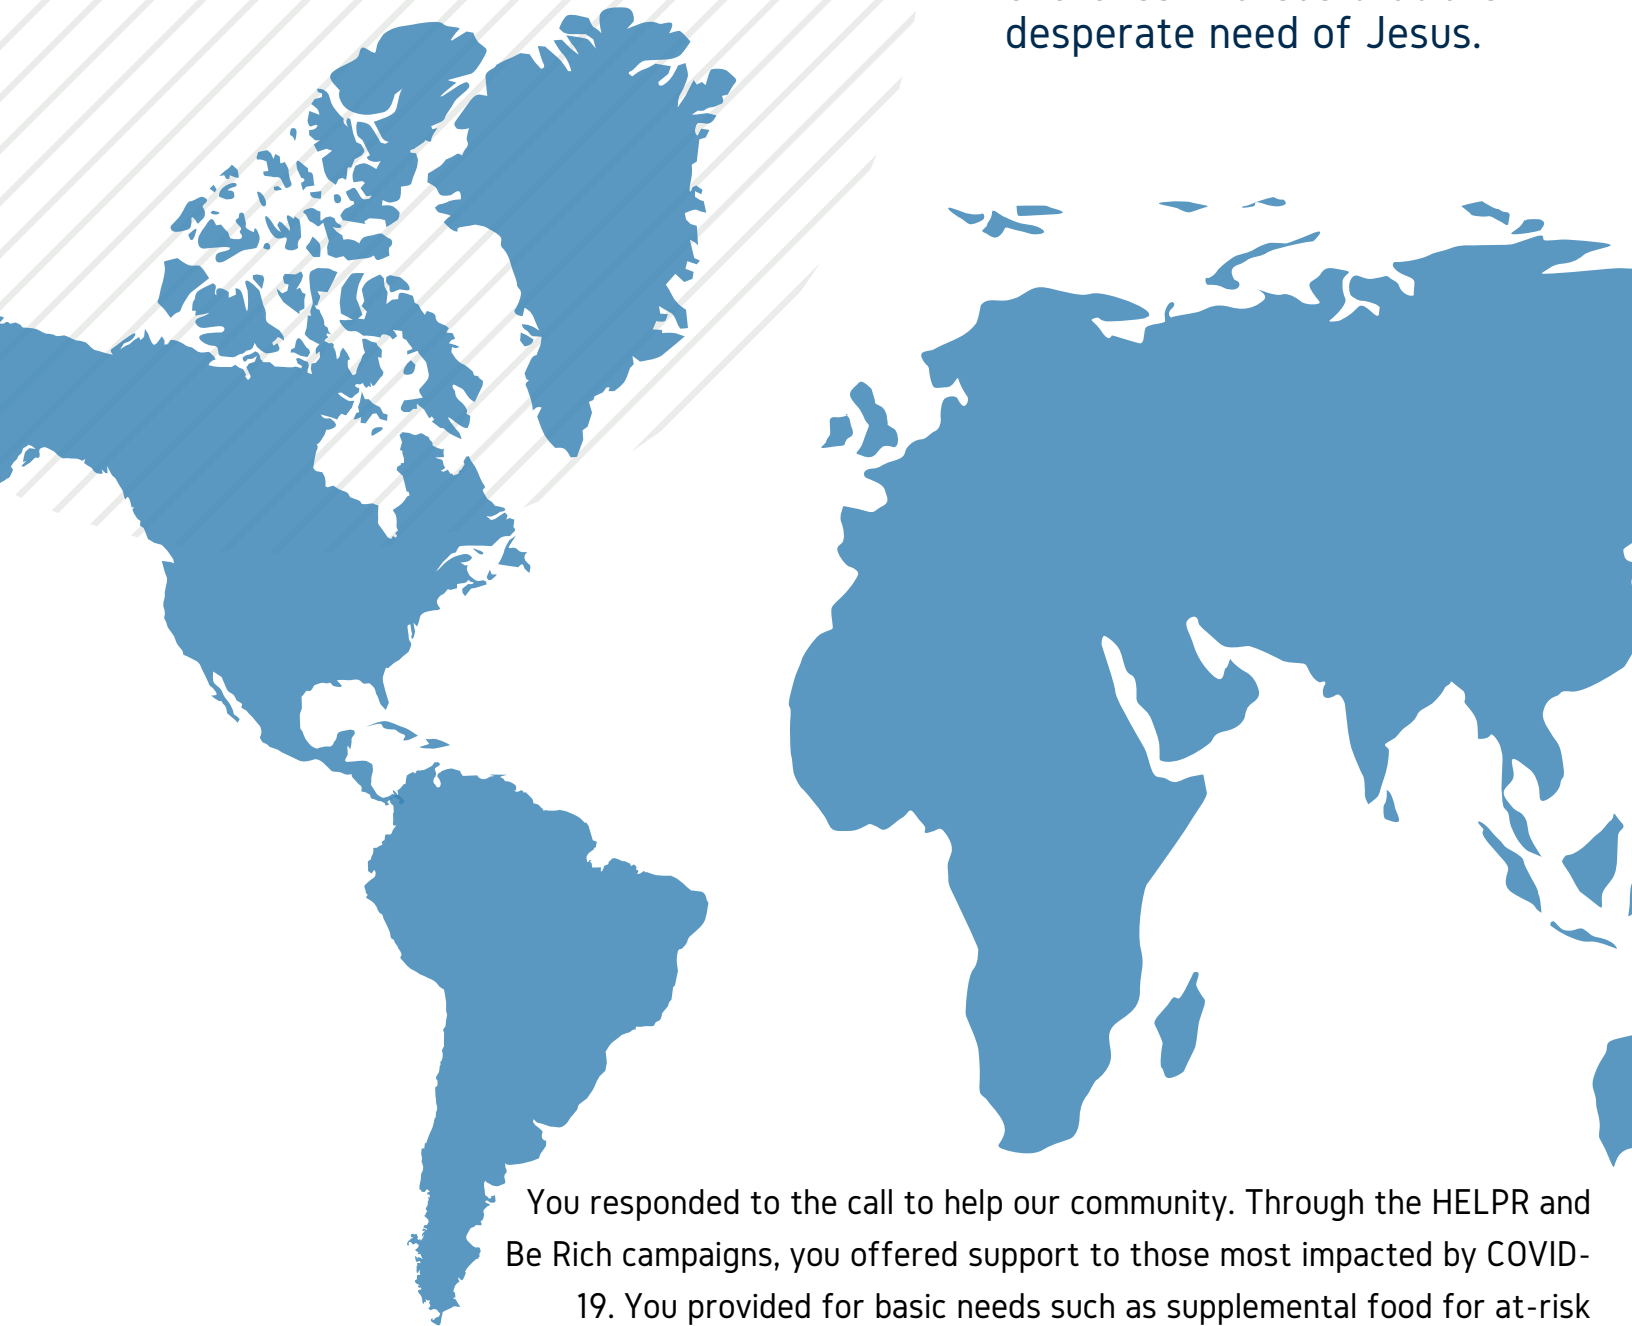 desperate need of Jesus.
You responded to the call to help our community. Through the HELPR and
Be Rich campaigns, you offered support to those most impacted by COVID-
19. You provided for basic needs such as supplemental food for at-risk